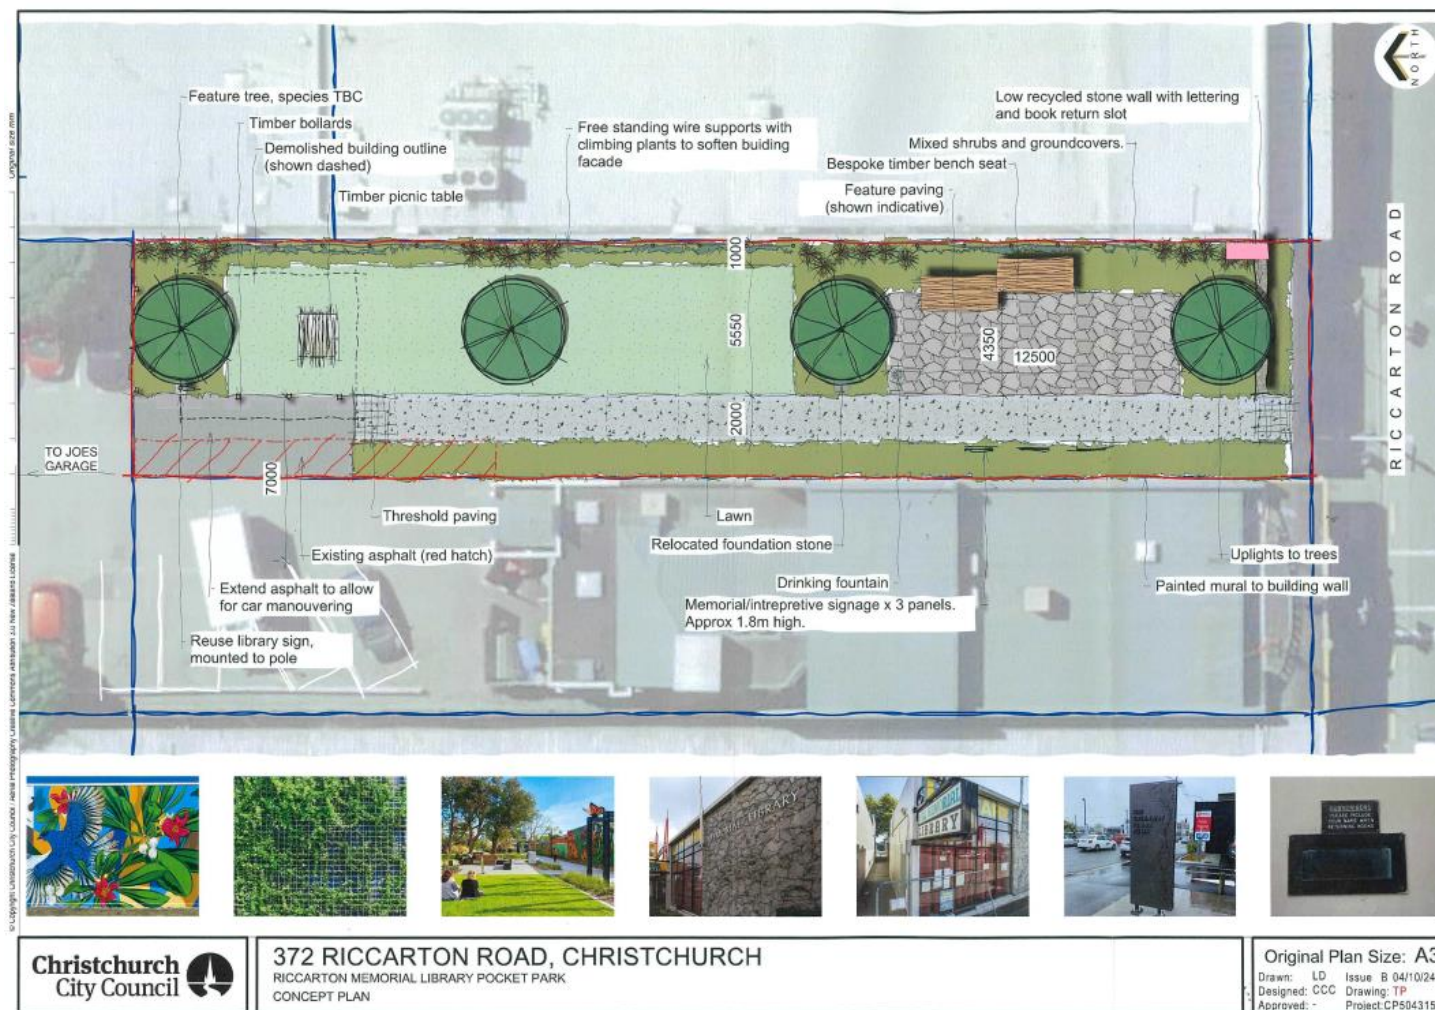 NORTH
Original size mm
Feature tree, species TBC
Timber bollards
Demolished building outline
(shown dashed)
Timber picnic table
Free standing wire supports with
climbing plants to soften buiding
facade
Low recycled stone wall with lettering
and book return slot
Mixed shrubs and groundcovers.
Bespoke timber bench seat
Feature paving
(shown indicative)
RICCARTON ROAD
1000
5550
4350
12500
2000
7000
TO JOES
GARAGE
Threshold paving
Existing asphalt (red hatch)
Extend asphalt to allow
for car manouvering
Reuse library sign,
mounted to pole
Lawn
Relocated foundation stone
Drinking fountain
Memorial/intrepretive signage x 3 panels.
Approx 1.8m high.
Uplights to trees
Painted mural to building wall
LIBRARY
LIBRARY
Christchurch
City Council
372 RICCARTON ROAD, CHRISTCHURCH
RICCARTON MEMORIAL LIBRARY POCKET PARK
CONCEPT PLAN
Original Plan Size: A3
Drawn: LD Issue B 04/10/24
Designed: CCC Drawing: TP
Approved: - Project:CP504315